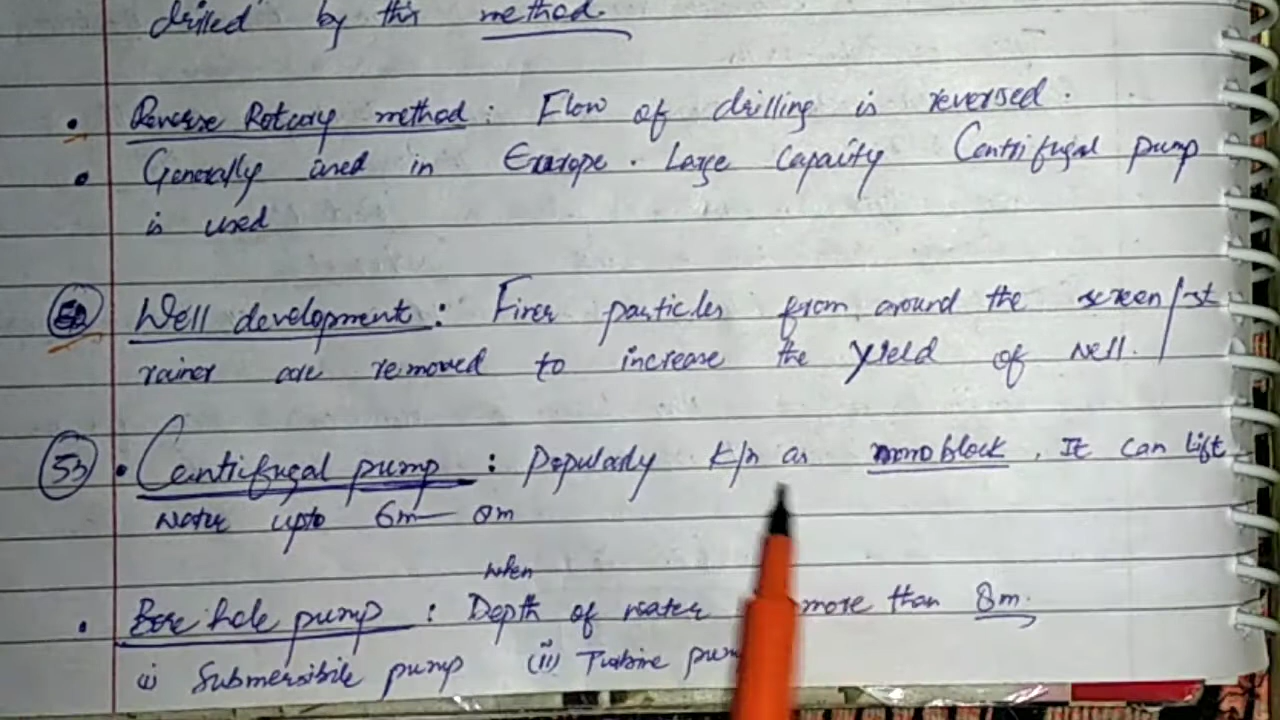 drilled by this method.
• Reverse Rotary method : Flow of drilling is reversed.
• Generally used in Europe. Large Capaity Centrifugal pump
is used
52 Well development : Finer particles from around the screen/st
rainer are removed to increase the yield of well.
53 • Centrifugal pump : Popularly k/n as monoblock, It can lift
water upto 6m - 8m
when
• Bore hole pump : Depth of water more than 8m.
(i) Submersibile pump (ii) Turbine pum